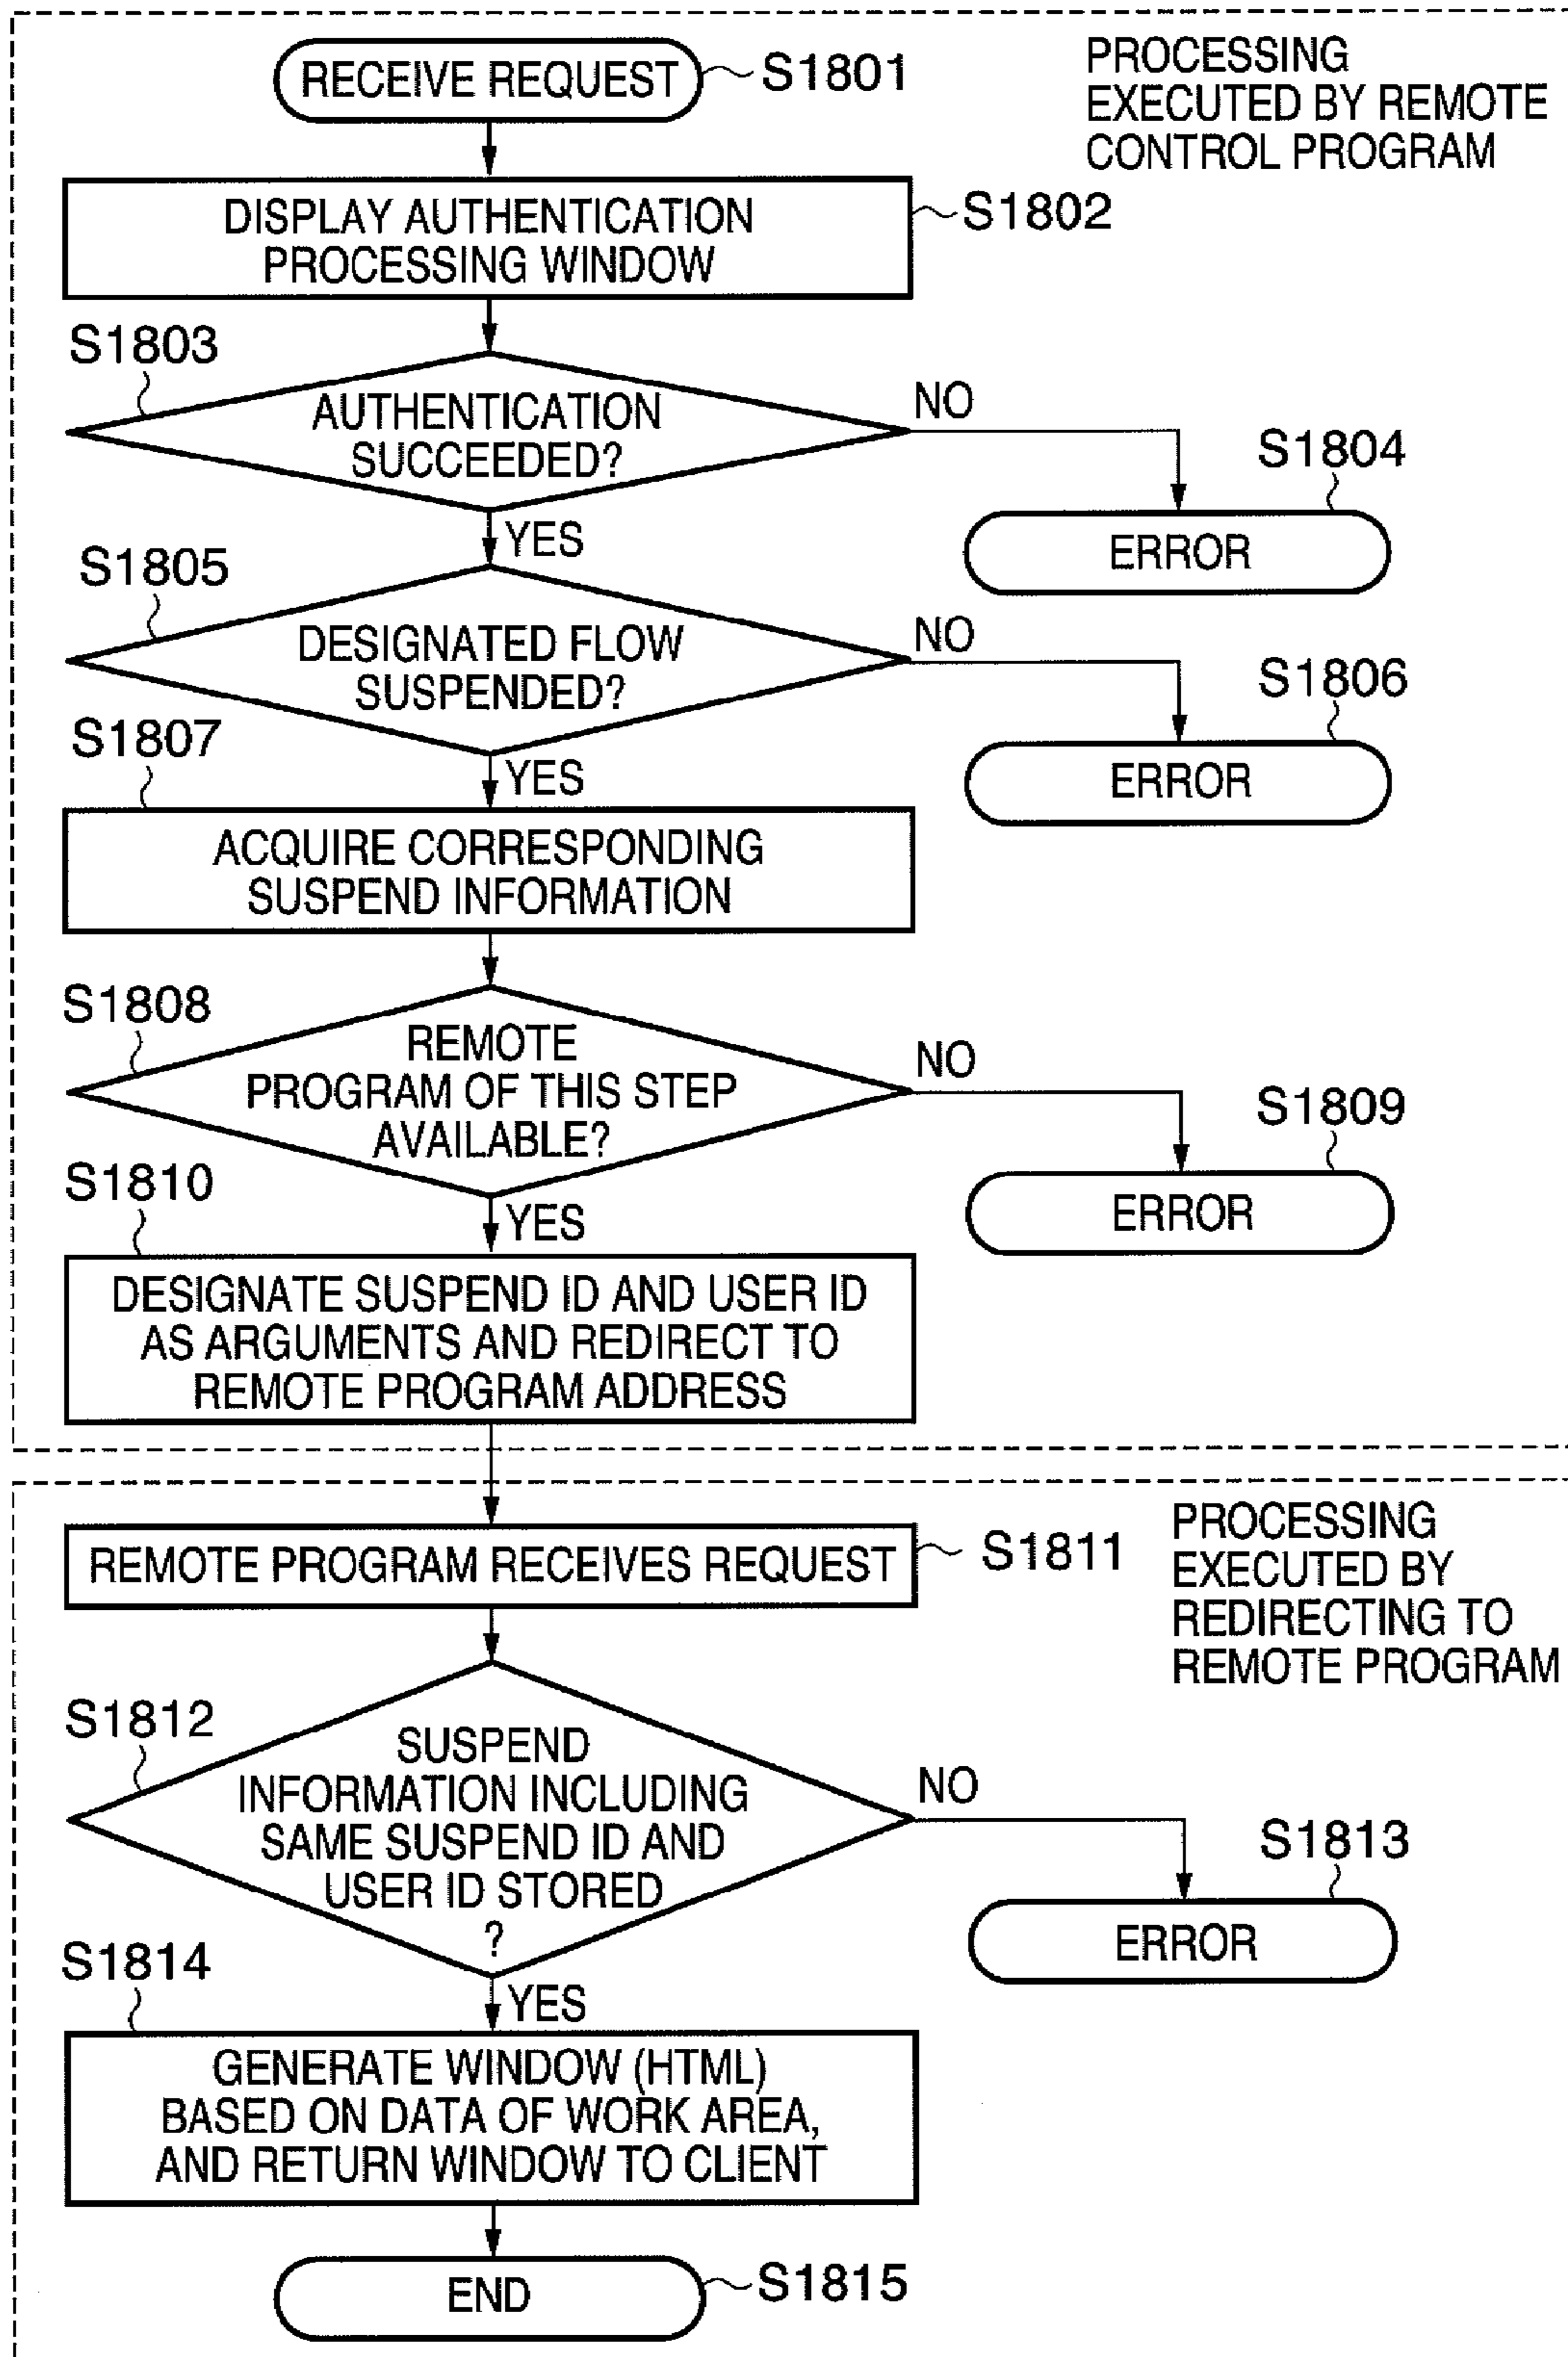 RECEIVE REQUEST
S1801
PROCESSING
EXECUTED BY REMOTE
CONTROL PROGRAM
DISPLAY AUTHENTICATION
PROCESSING WINDOW
S1802
S1803
AUTHENTICATION
SUCCEEDED?
NO
S1804
ERROR
YES
S1805
DESIGNATED FLOW
SUSPENDED?
NO
S1806
ERROR
YES
S1807
ACQUIRE CORRESPONDING
SUSPEND INFORMATION
S1808
REMOTE
PROGRAM OF THIS STEP
AVAILABLE?
NO
S1809
ERROR
YES
S1810
DESIGNATE SUSPEND ID AND USER ID
AS ARGUMENTS AND REDIRECT TO
REMOTE PROGRAM ADDRESS
REMOTE PROGRAM RECEIVES REQUEST
S1811
PROCESSING
EXECUTED BY
REDIRECTING TO
REMOTE PROGRAM
S1812
SUSPEND
INFORMATION INCLUDING
SAME SUSPEND ID AND
USER ID STORED
?
NO
S1813
ERROR
YES
S1814
GENERATE WINDOW (HTML)
BASED ON DATA OF WORK AREA,
AND RETURN WINDOW TO CLIENT
END
S1815